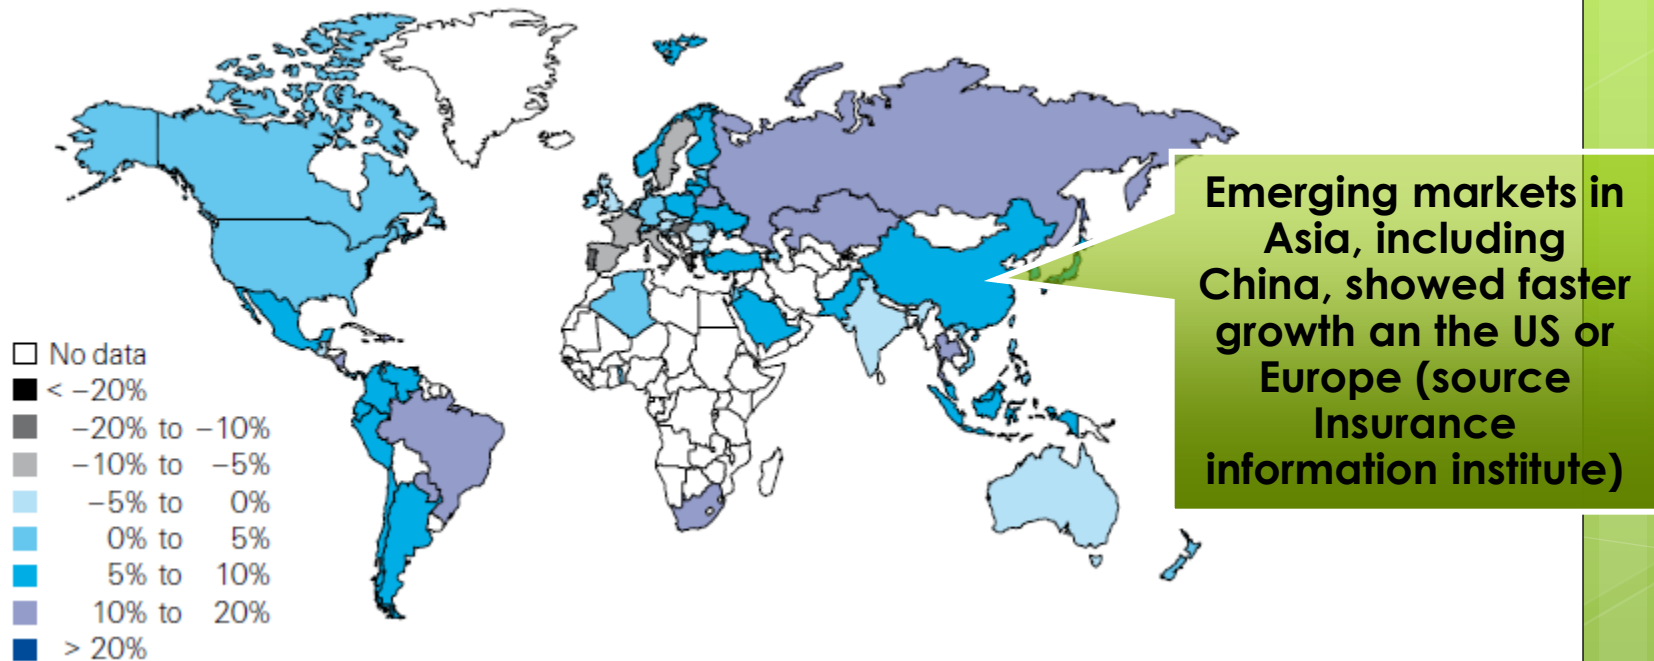 Emerging markets in
Asia, including
China, showed faster
growth an the US or
Europe (source
Insurance
information institute)
No data
< −20%
−20% to −10%
−10% to −5%
−5% to 0%
0% to 5%
5% to 10%
10% to 20%
> 20%